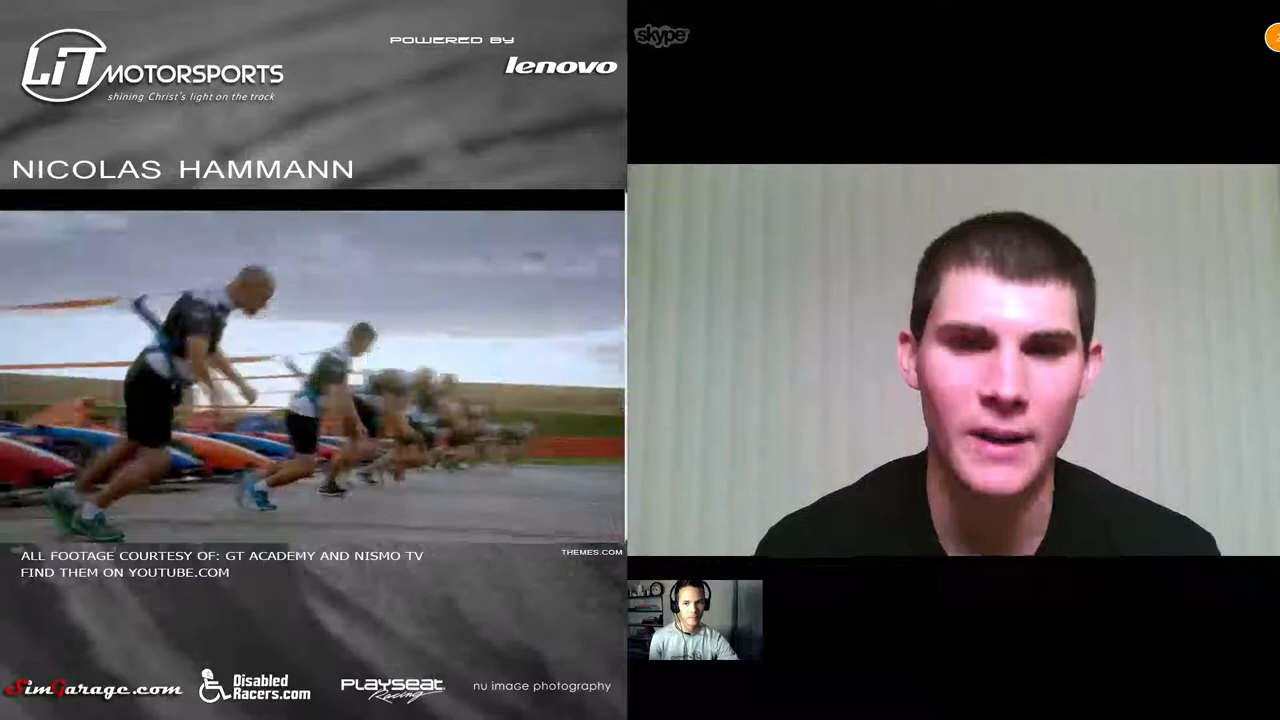 LiT MOTORSPORTS
shining Christ's light on the track
POWERED BY
lenovo
NICOLAS HAMMANN
skype
2
THEMES.COM
ALL FOOTAGE COURTESY OF: GT ACADEMY AND NISMO TV
FIND THEM ON YOUTUBE.COM
SimGarage.com
Disabled
Racers.com
PLAYSEAT
Racing
nu image photography